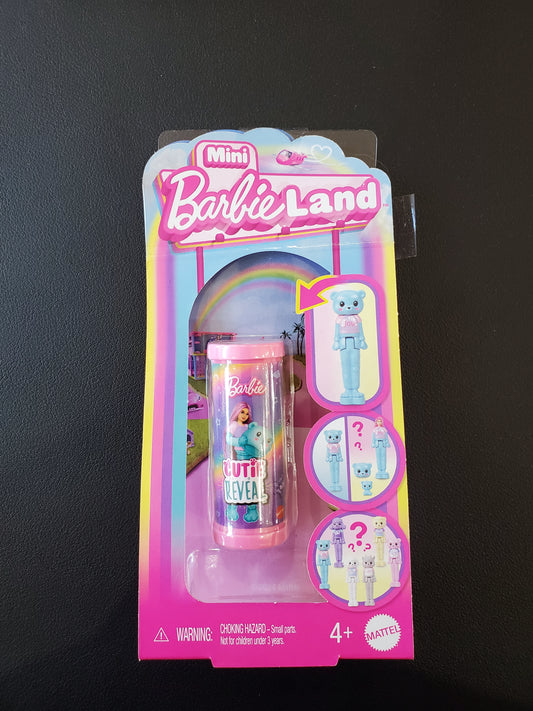 Mini
Barbie Land
Barbie
CUTIE
REVEAL
?
?
?
? ?
WARNING: CHOKING HAZARD – Small parts.
Not for children under 3 years.
4+
MATTEL